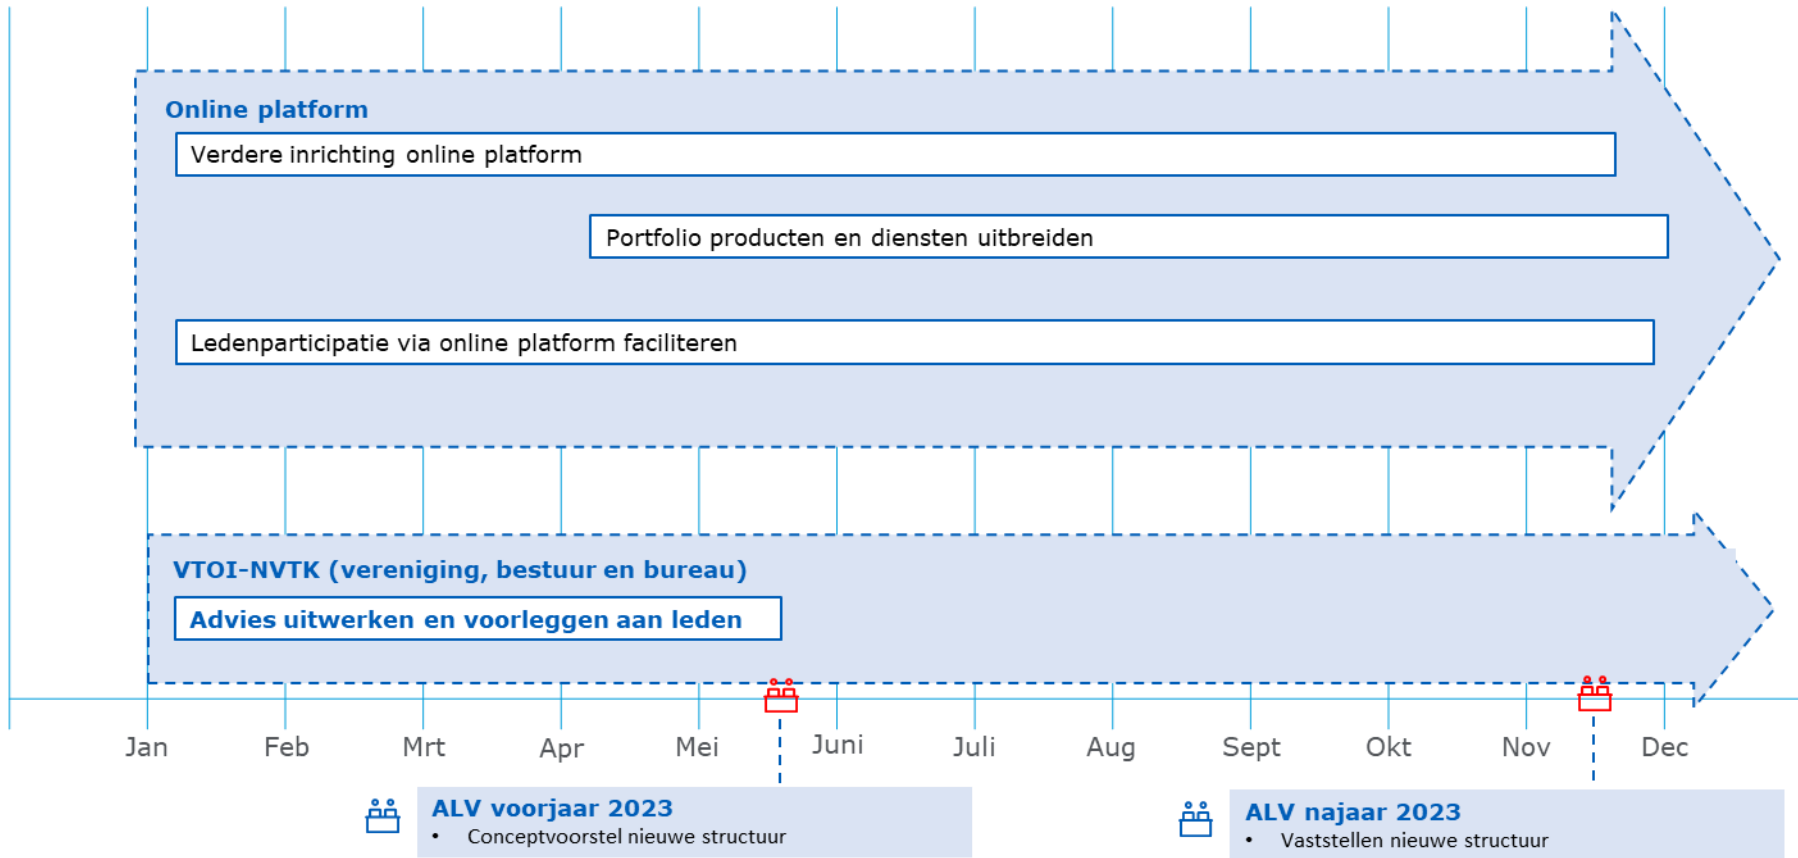 Online platform
Verdere inrichting online platform
Portfolio producten en diensten uitbreiden
Ledenparticipatie via online platform faciliteren
VTOI-NVTK (vereniging, bestuur en bureau)
Advies uitwerken en voorleggen aan leden
Jan Feb Mrt Apr Mei Juni Juli Aug Sept Okt Nov Dec
ALV voorjaar 2023
• Conceptvoorstel nieuwe structuur
ALV najaar 2023
• Vaststellen nieuwe structuur